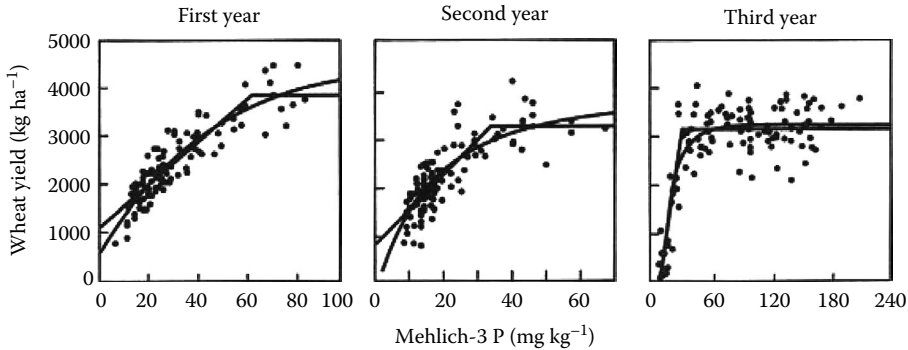 First year
Second year
Third year
Wheat yield (kg ha⁻¹)
5000
4000
3000
2000
1000
0
0 20 40 60 80 100
0 20 40 60
0 60 120 180 240
Mehlich-3 P (mg kg⁻¹)